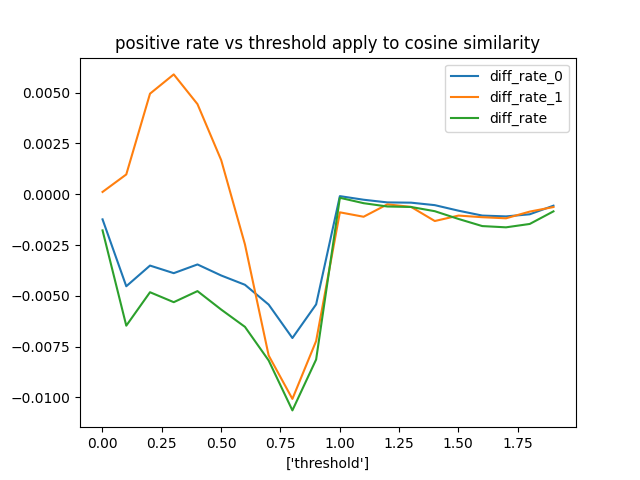 positive rate vs threshold apply to cosine similarity
diff_rate_0
diff_rate_1
diff_rate
0.0050
0.0025
0.0000
−0.0025
−0.0050
−0.0075
−0.0100
0.00 0.25 0.50 0.75 1.00 1.25 1.50 1.75
['threshold']